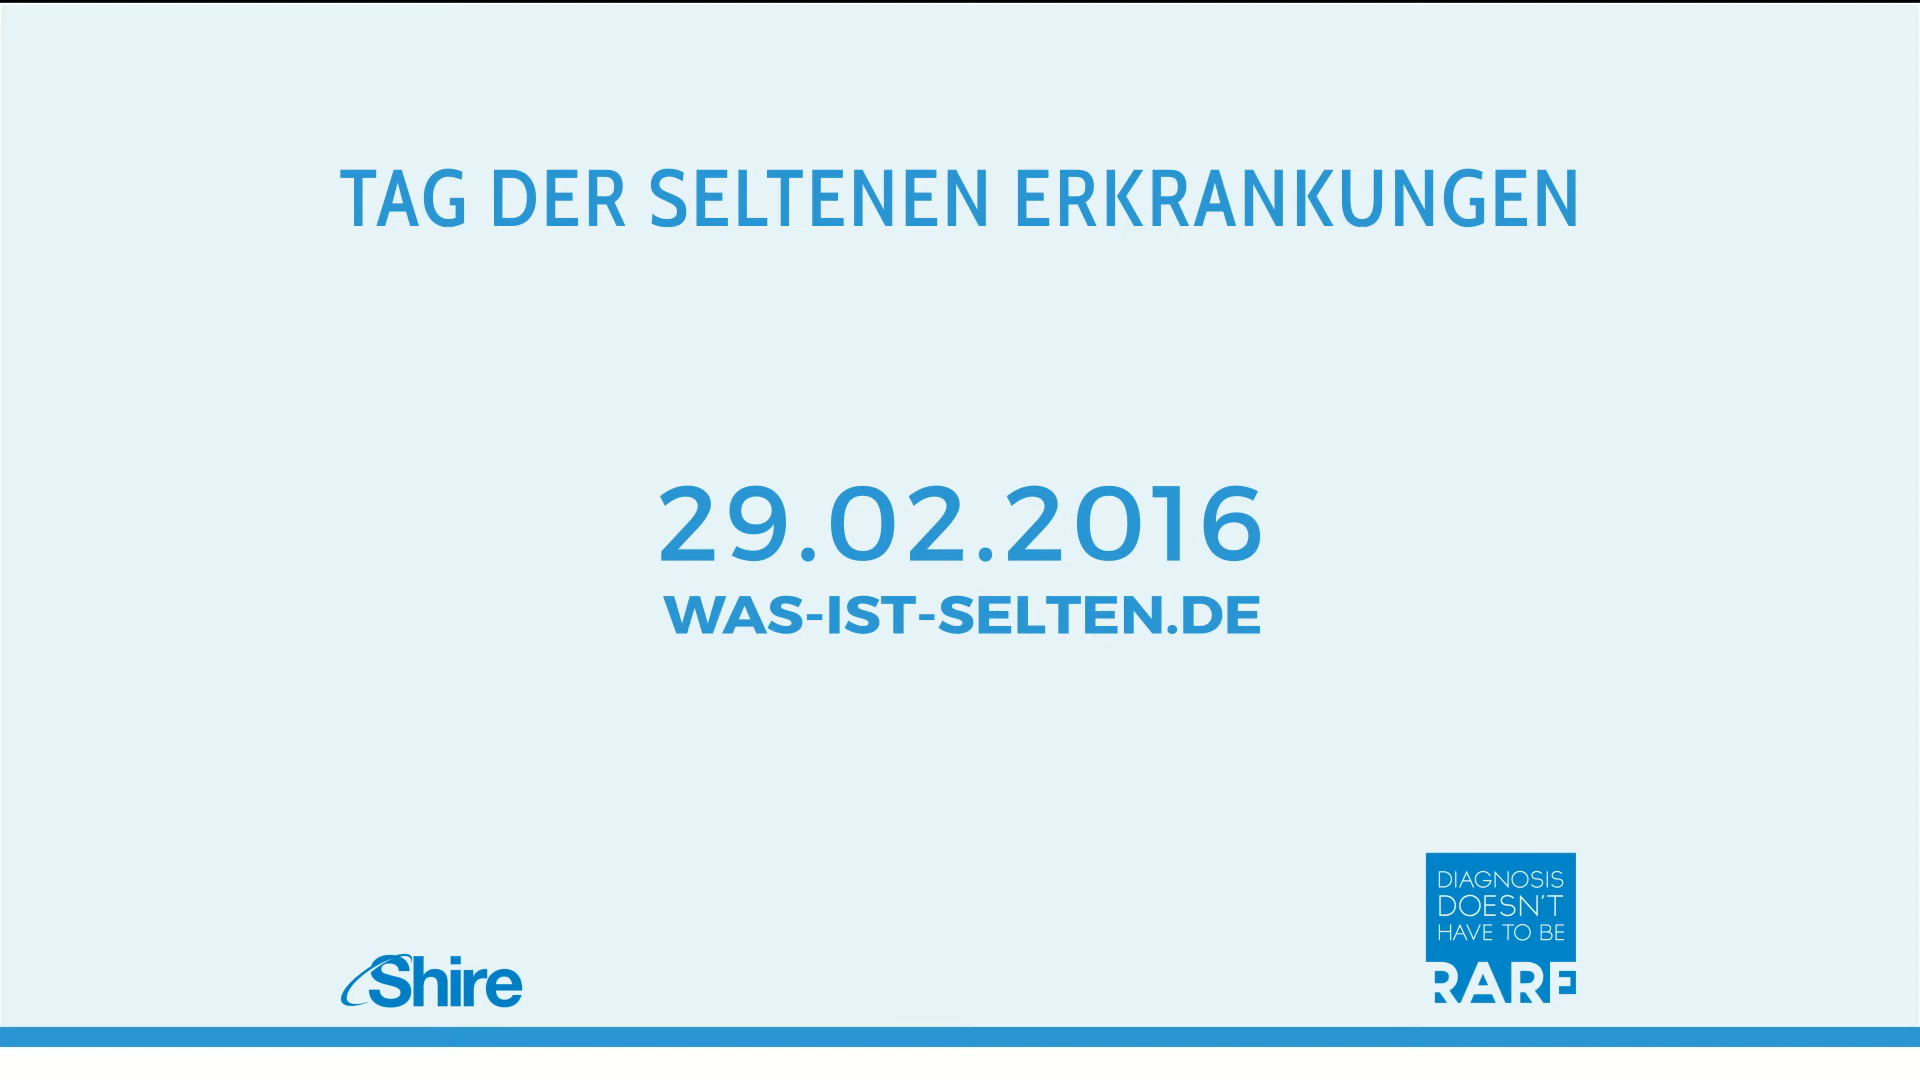 TAG DER SELTENEN ERKRANKUNGEN
29.02.2016
WAS-IST-SELTEN.DE
Shire
DIAGNOSIS
DOESN'T
HAVE TO BE
RARE